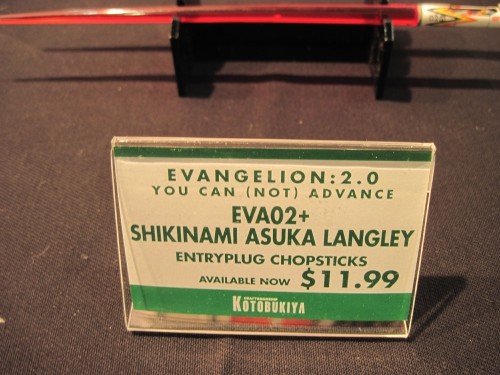 EVANGELION:2.0
YOU CAN (NOT) ADVANCE
EVA02+
SHIKINAMI ASUKA LANGLEY
ENTRYPLUG CHOPSTICKS
AVAILABLE NOW $11.99
KOTOBUKIYA